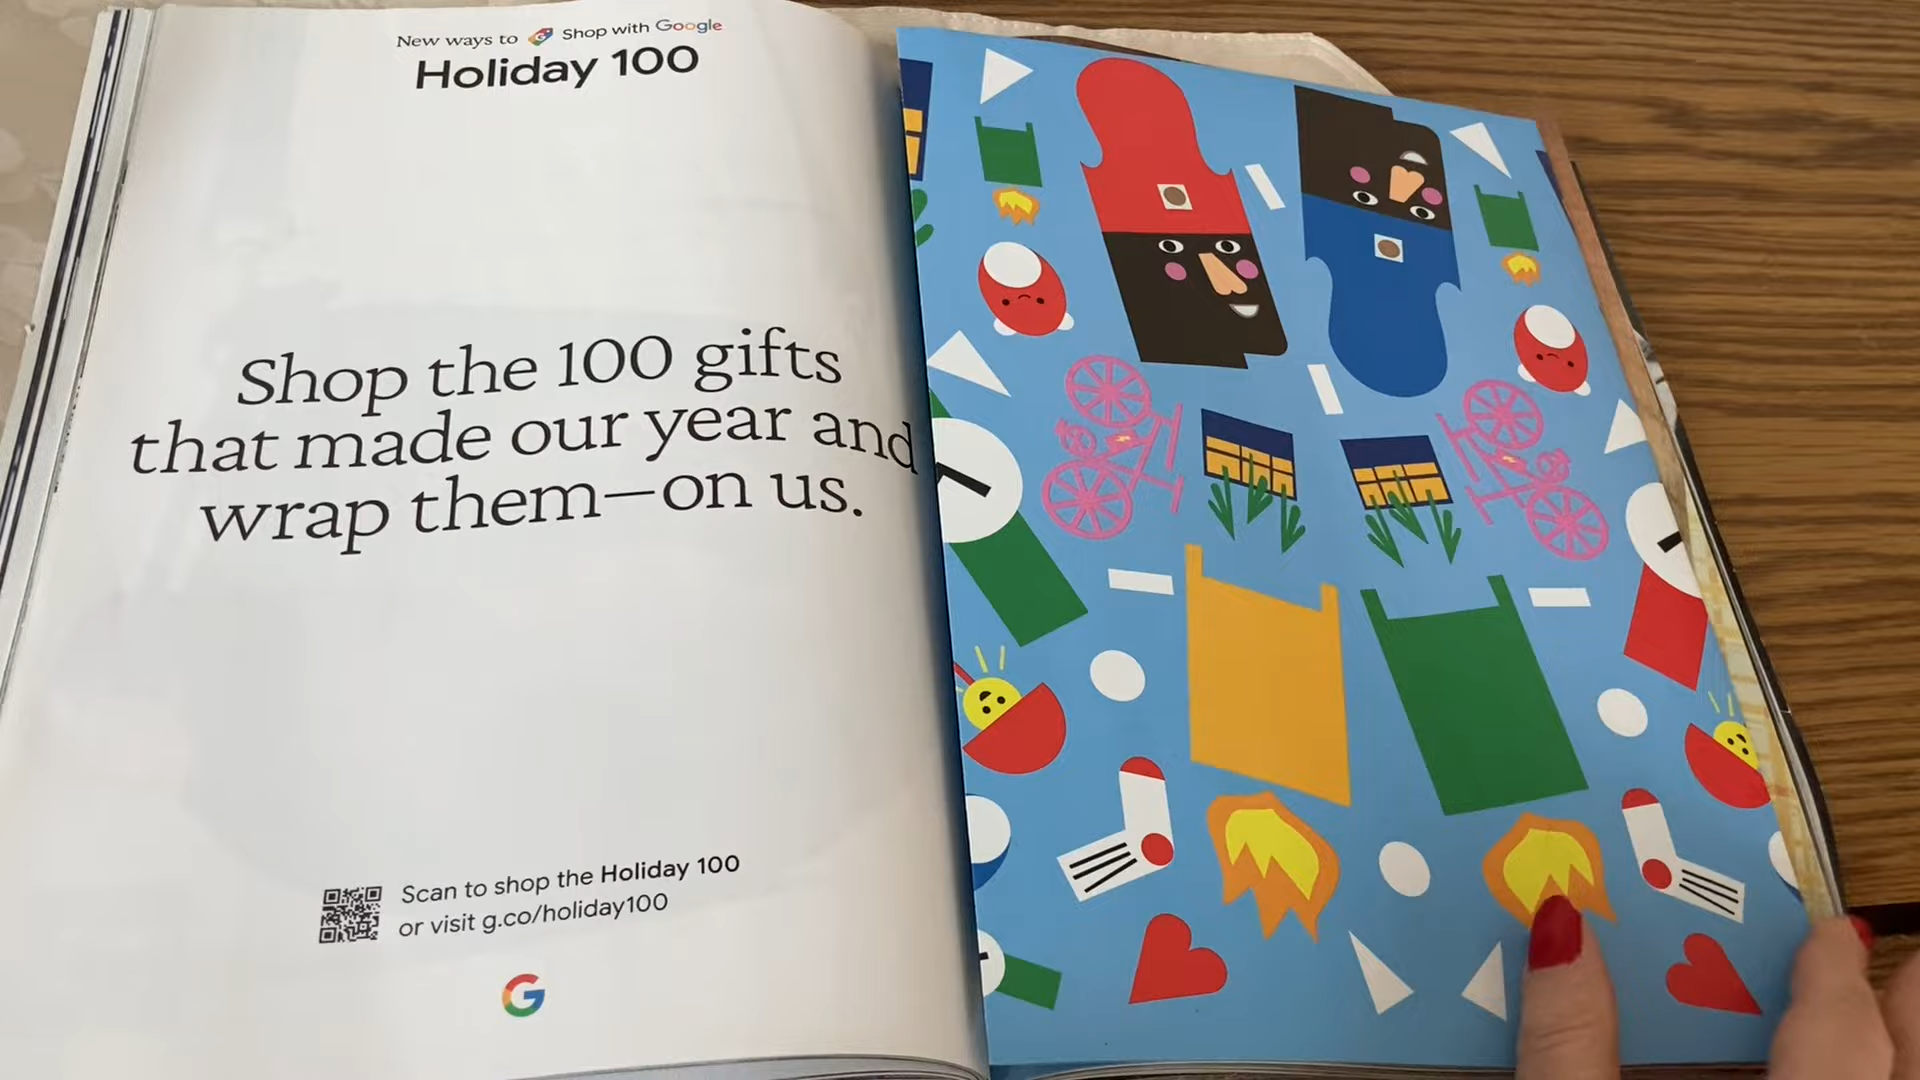 New ways to Shop with Google
Holiday 100
Shop the 100 gifts
that made our year and
wrap them—on us.
Scan to shop the Holiday 100
or visit g.co/holiday100
G